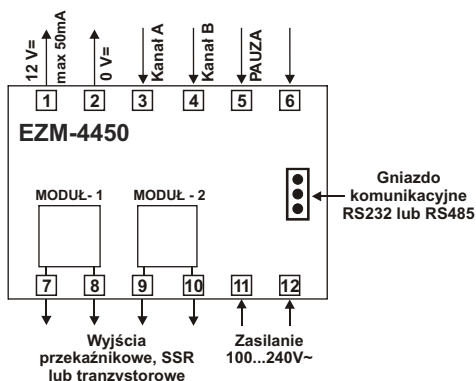 12 V=
max 50mA
0 V=
Kanał A
Kanał B
PAUZA
1 2 3 4 5 6
EZM-4450
MODUŁ- 1 MODUŁ - 2
Gniazdo
komunikacyjne
RS232 lub RS485
7 8 9 10 11 12
Wyjścia
przekaźnikowe, SSR
lub tranzystorowe
Zasilanie
100...240V~